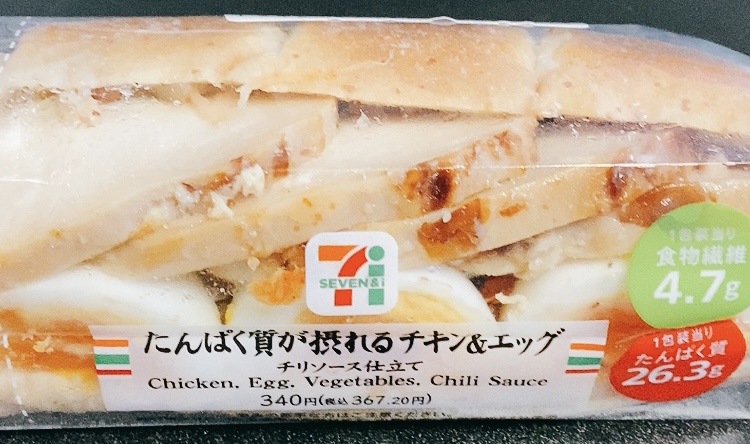 SEVEN&i
たんぱく質が摂れるチキン&エッグ
チリソース仕立て
Chicken. Egg. Vegetables. Chili Sauce
340円(税込367.20円)
1包装当り
食物繊維
4.7g
1包装当り
たんぱく質
26.3g